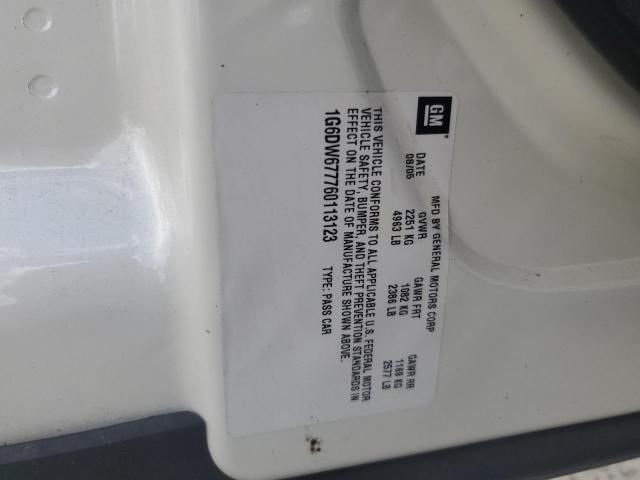 GM
MFD BY GENERAL MOTORS CORP
DATE GVWR GAWR FRT GAWR RR
08/05 2251 KG 1082 KG 1169 KG
4963 LB 2386 LB 2577 LB
THIS VEHICLE CONFORMS TO ALL APPLICABLE U.S. FEDERAL MOTOR
VEHICLE SAFETY, BUMPER, AND THEFT PREVENTION STANDARDS IN
EFFECT ON THE DATE OF MANUFACTURE SHOWN ABOVE.
1G6DW677760113123 TYPE: PASS CAR